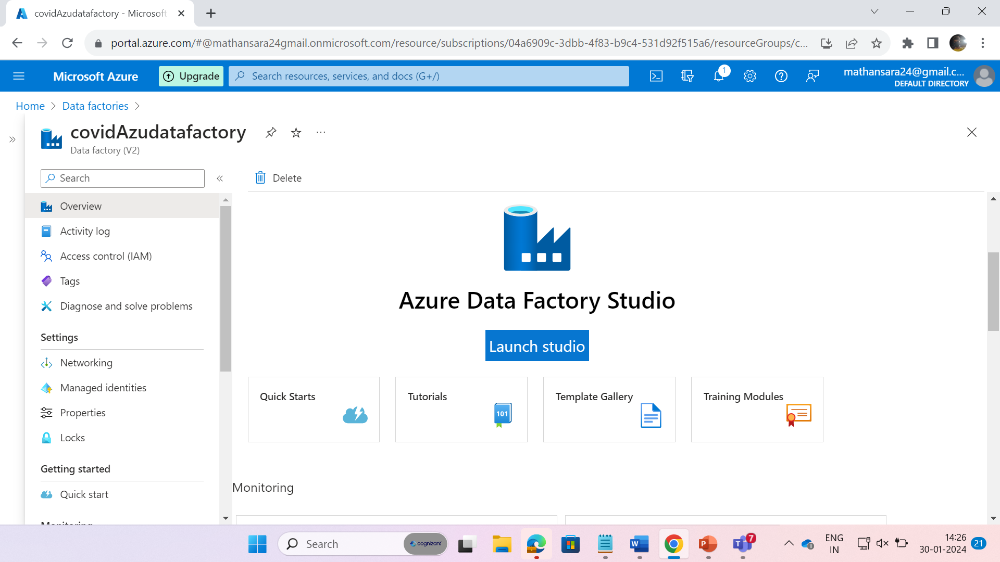 covidAzudatafactory - Microsoft
portal.azure.com/#@mathansara24gmail.onmicrosoft.com/resource/subscriptions/04a6909c-3dbb-4f83-b9c4-531d92f515a6/resourceGroups/c...
Microsoft Azure
Upgrade
Search resources, services, and docs (G+/)
1
mathansara24@gmail.c...
DEFAULT DIRECTORY
Home
Data factories
covidAzudatafactory
Data factory (V2)
Search
Delete
Overview
Activity log
Access control (IAM)
Tags
Diagnose and solve problems
Settings
Networking
Managed identities
Properties
Locks
Getting started
Quick start
Monitoring
Azure Data Factory Studio
Launch studio
Quick Starts
Tutorials
101
Template Gallery
Training Modules
Monitoring
Search
cognizant
W
P
T
7
ENG
IN
14:26
30-01-2024
21